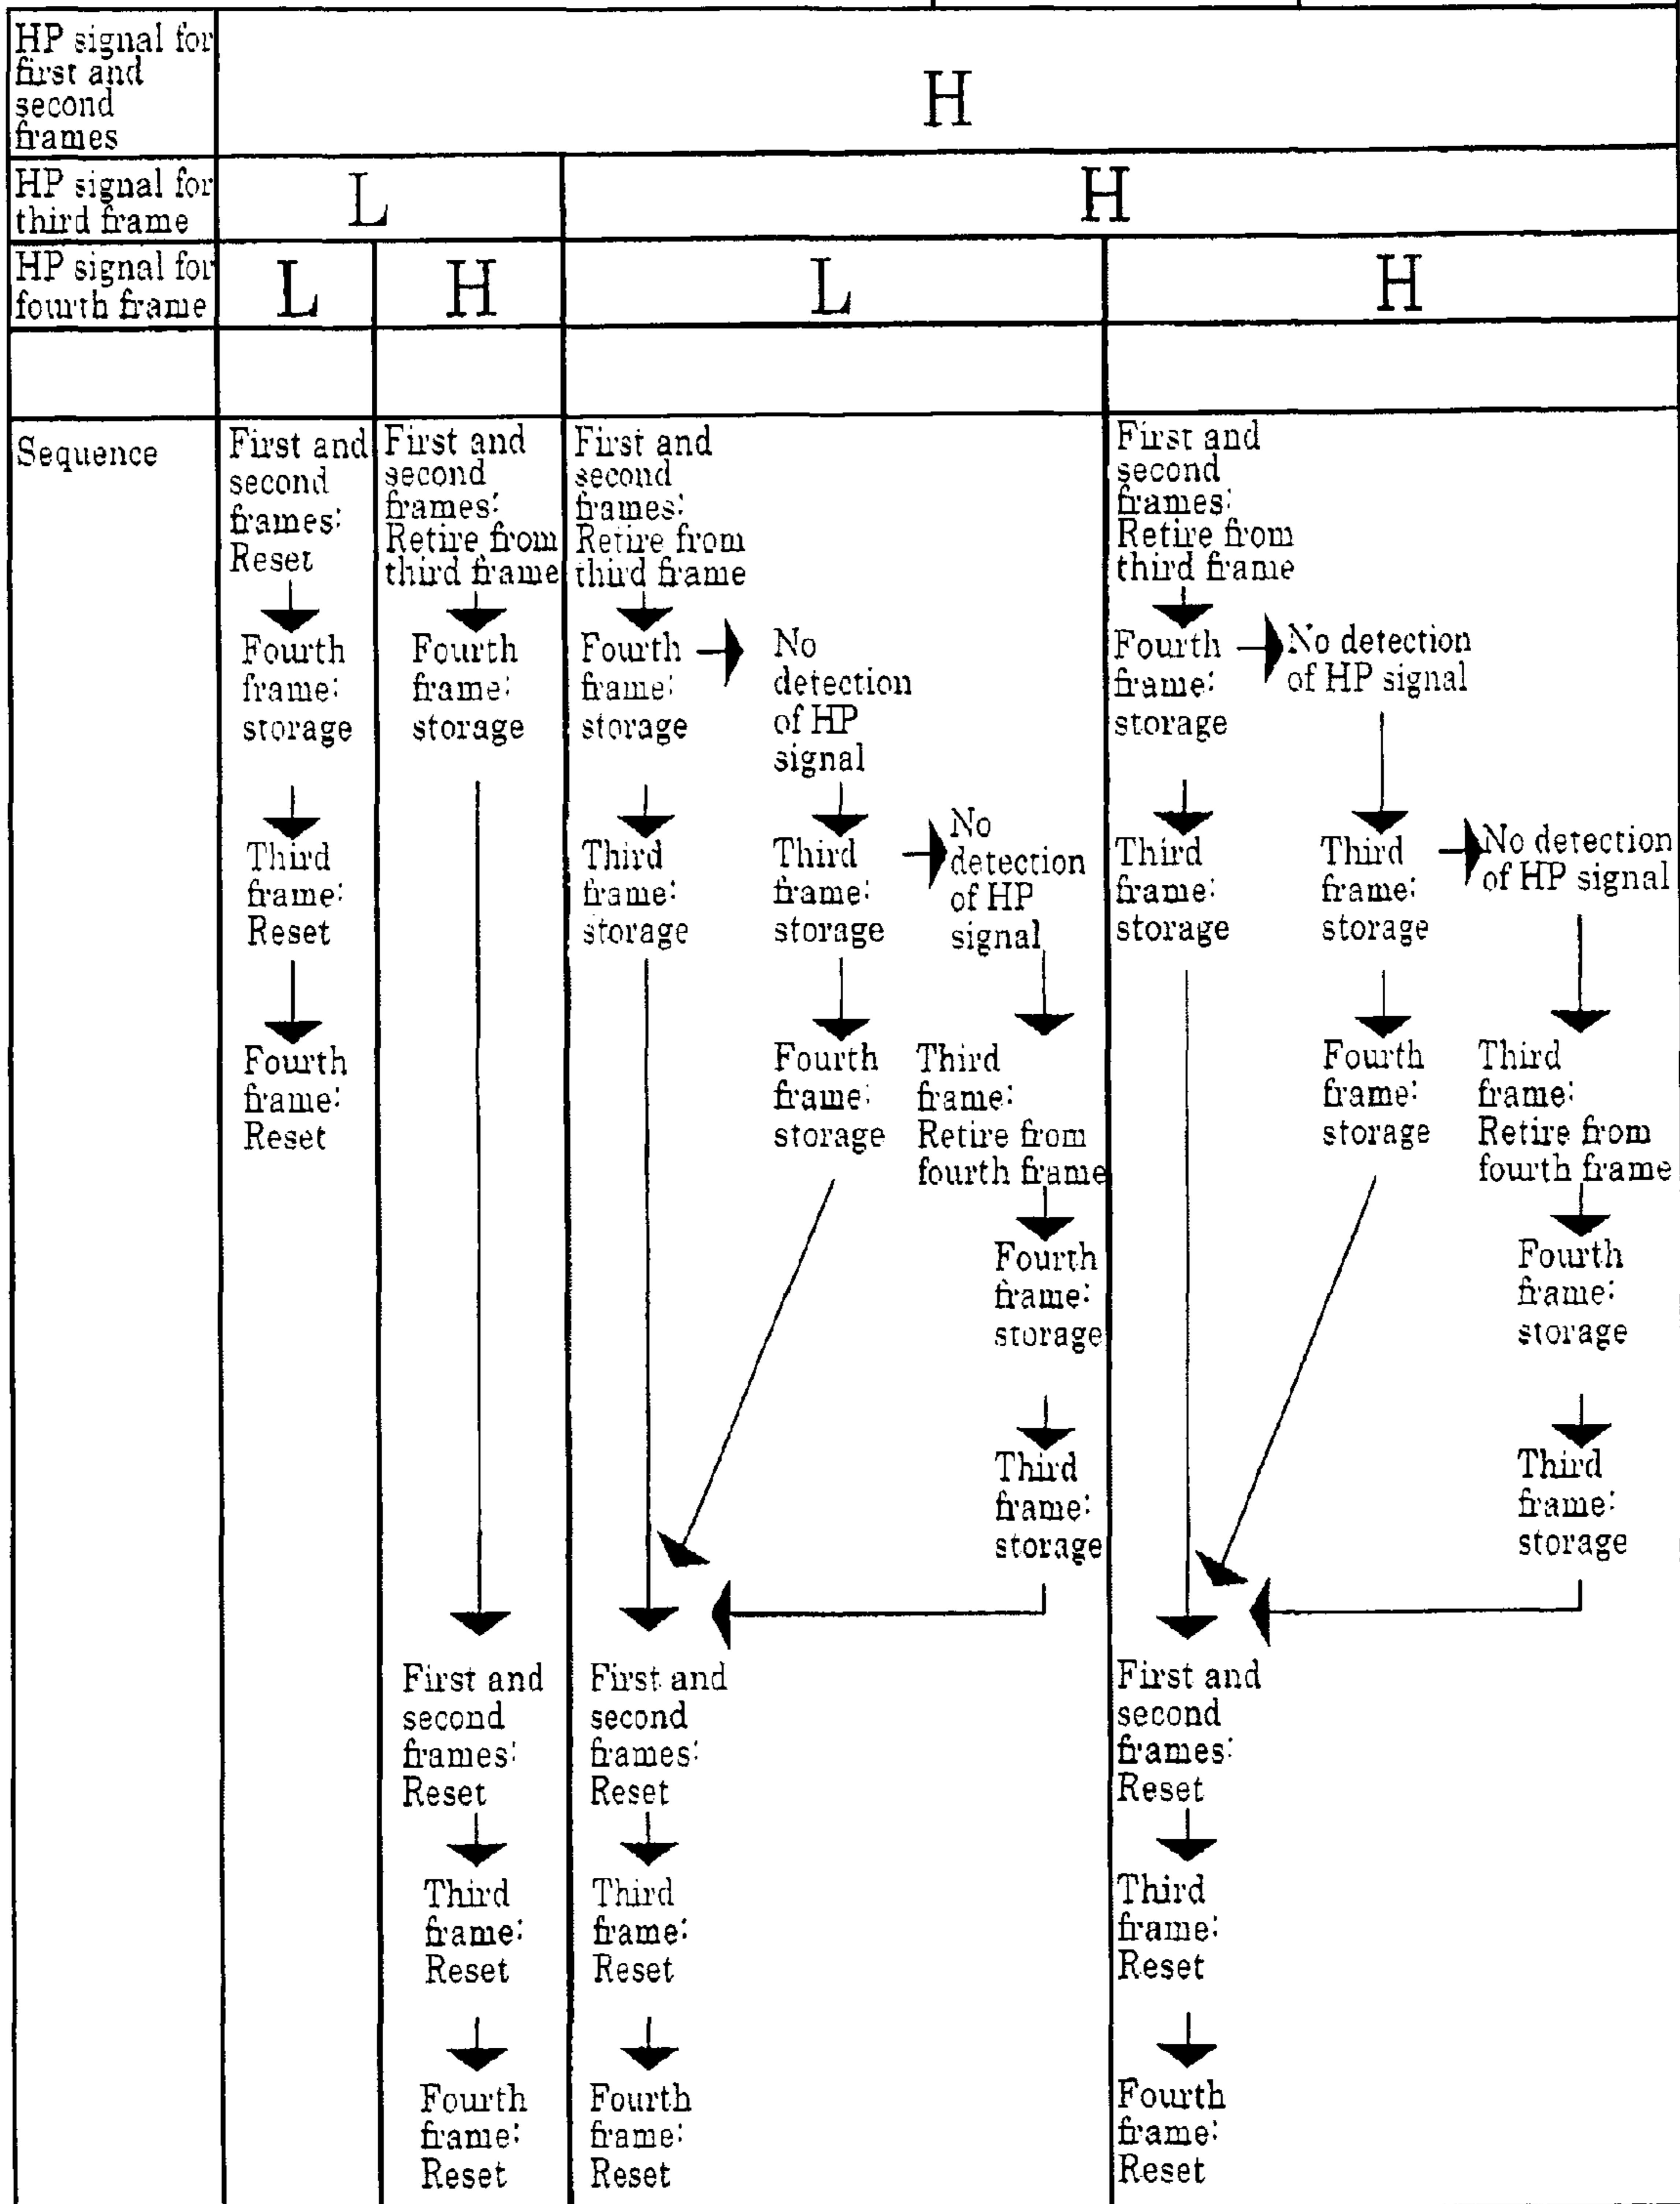 HP signal for
first and
second
frames
H
HP signal for
third frame
L
H
HP signal for
fourth frame
L
H
L
H
Sequence
First and
second
frames:
Reset
Fourth
frame:
storage
Third
frame:
Reset
Fourth
frame:
Reset
First and
second
frames:
Retire from
third frame
Fourth
frame:
storage
First and
second
frames:
Reset
Third
frame:
Reset
Fourth
frame:
Reset
First and
second
frames:
Retire from
third frame
Fourth
frame:
storage
Third
frame:
storage
First and
second
frames:
Reset
Third
frame:
Reset
Fourth
frame:
Reset
No
detection
of HP
signal
Third
frame:
storage
Fourth
frame:
storage
No
detection
of HP
signal
Third
frame:
Retire from
fourth frame
Fourth
frame:
storage
Third
frame:
storage
First and
second
frames:
Retire from
third frame
Fourth
frame:
storage
Third
frame:
storage
First and
second
frames:
Reset
Third
frame:
Reset
Fourth
frame:
Reset
No detection
of HP signal
Third
frame:
storage
Fourth
frame:
storage
No detection
of HP signal
Third
frame:
Retire from
fourth frame
Fourth
frame:
storage
Third
frame:
storage